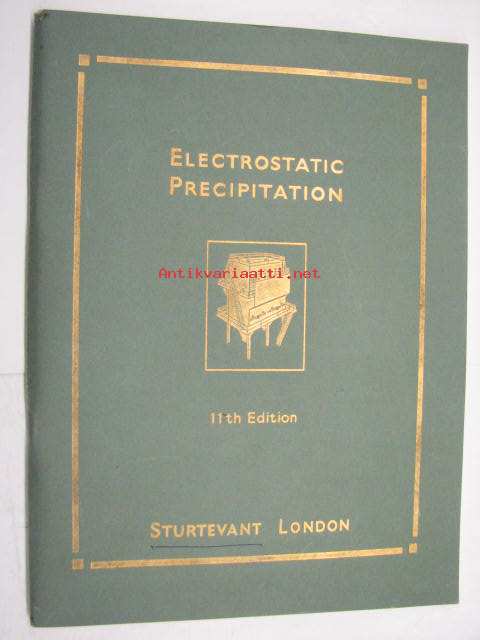 ELECTROSTATIC
PRECIPITATION
Antikvariaatti.net
11th Edition
STURTEVANT LONDON